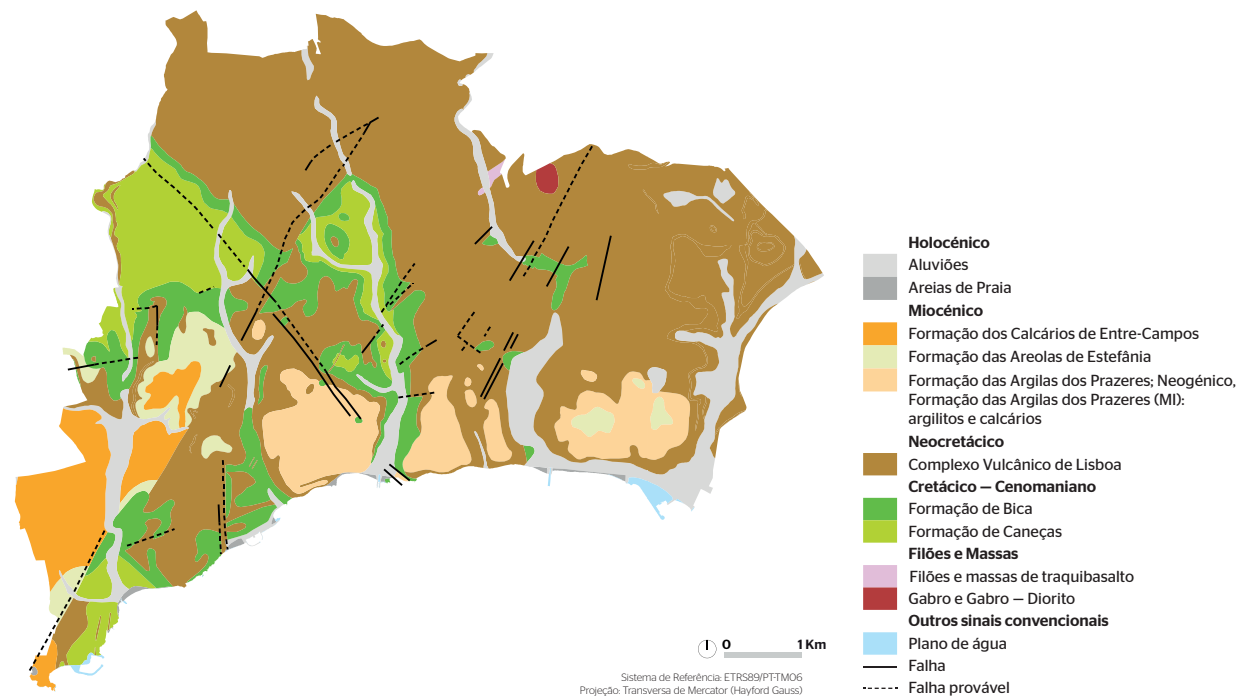 Holocénico
Aluviões
Areias de Praia
Miocénico
Formação dos Calcários de Entre-Campos
Formação das Areolas de Estefânia
Formação das Argilas dos Prazeres; Neogénico,
Formação das Argilas dos Prazeres (MI):
argilitos e calcários
Neocretácico
Complexo Vulcânico de Lisboa
Cretácico – Cenomaniano
Formação de Bica
Formação de Caneças
Filões e Massas
Filões e massas de traquibasalto
Gabro e Gabro – Diorito
Outros sinais convencionais
Plano de água
Falha
Falha provável
0 1 Km
Sistema de Referência: ETRS89/PT-TM06
Projeção: Transversa de Mercator (Hayford Gauss)